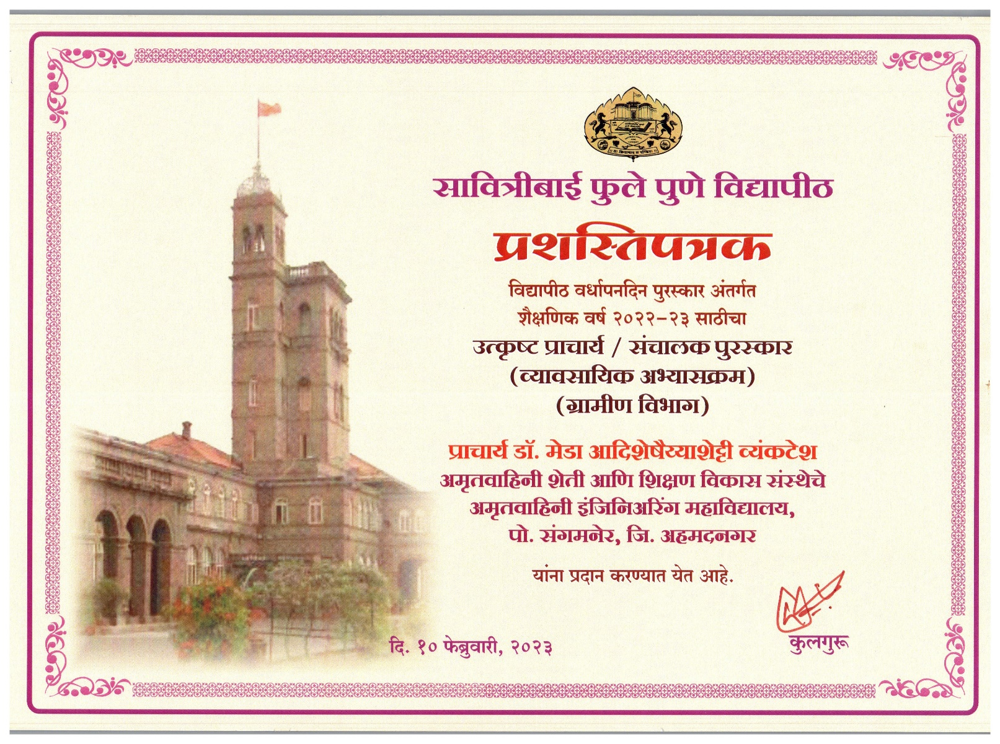 सावित्रीबाई फुले पुणे विद्यापीठ
प्रशस्तिपत्रक
विद्यापीठ वर्धापनदिन पुरस्कार अंतर्गत
शैक्षणिक वर्ष २०२२-२३ साठीचा
उत्कृष्ट प्राचार्य / संचालक पुरस्कार
(व्यावसायिक अभ्यासक्रम)
(ग्रामीण विभाग)
प्राचार्य डॉ. मेडा आदिशेषैय्याशेट्टी व्यंकटेश
अमृतवाहिनी शेती आणि शिक्षण विकास संस्थेचे
अमृतवाहिनी इंजिनिअरिंग महाविद्यालय,
पो. संगमनेर, जि. अहमदनगर
यांना प्रदान करण्यात येत आहे.
दि. १० फेब्रुवारी, २०२३
कुलगुरू